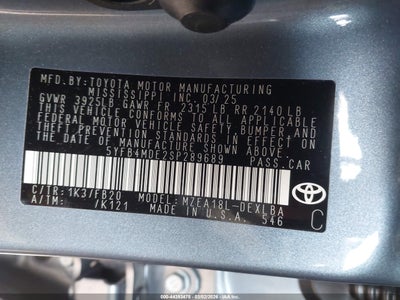 MFD.BY:TOYOTA MOTOR MANUFACTURING
MISSISSIPPI INC. 03/25
GVWR 3925LB GAWR FR 2315LB RR 2140LB
THIS VEHICLE CONFORMS TO ALL APPLICABLE
FEDERAL MOTOR VEHICLE SAFETY, BUMPER, AND
THEFT PREVENTION STANDARDS IN EFFECT ON THE
DATE OF MANUFACTURE SHOWN ABOVE.
5YFB4MDE2SP289689 PASS.CAR
C/TR:1K3/FB20 MODEL:MZEA18L-DEXLBA
A/TM: /K121 MADE IN U.S.A. 546
TOYOTA
C